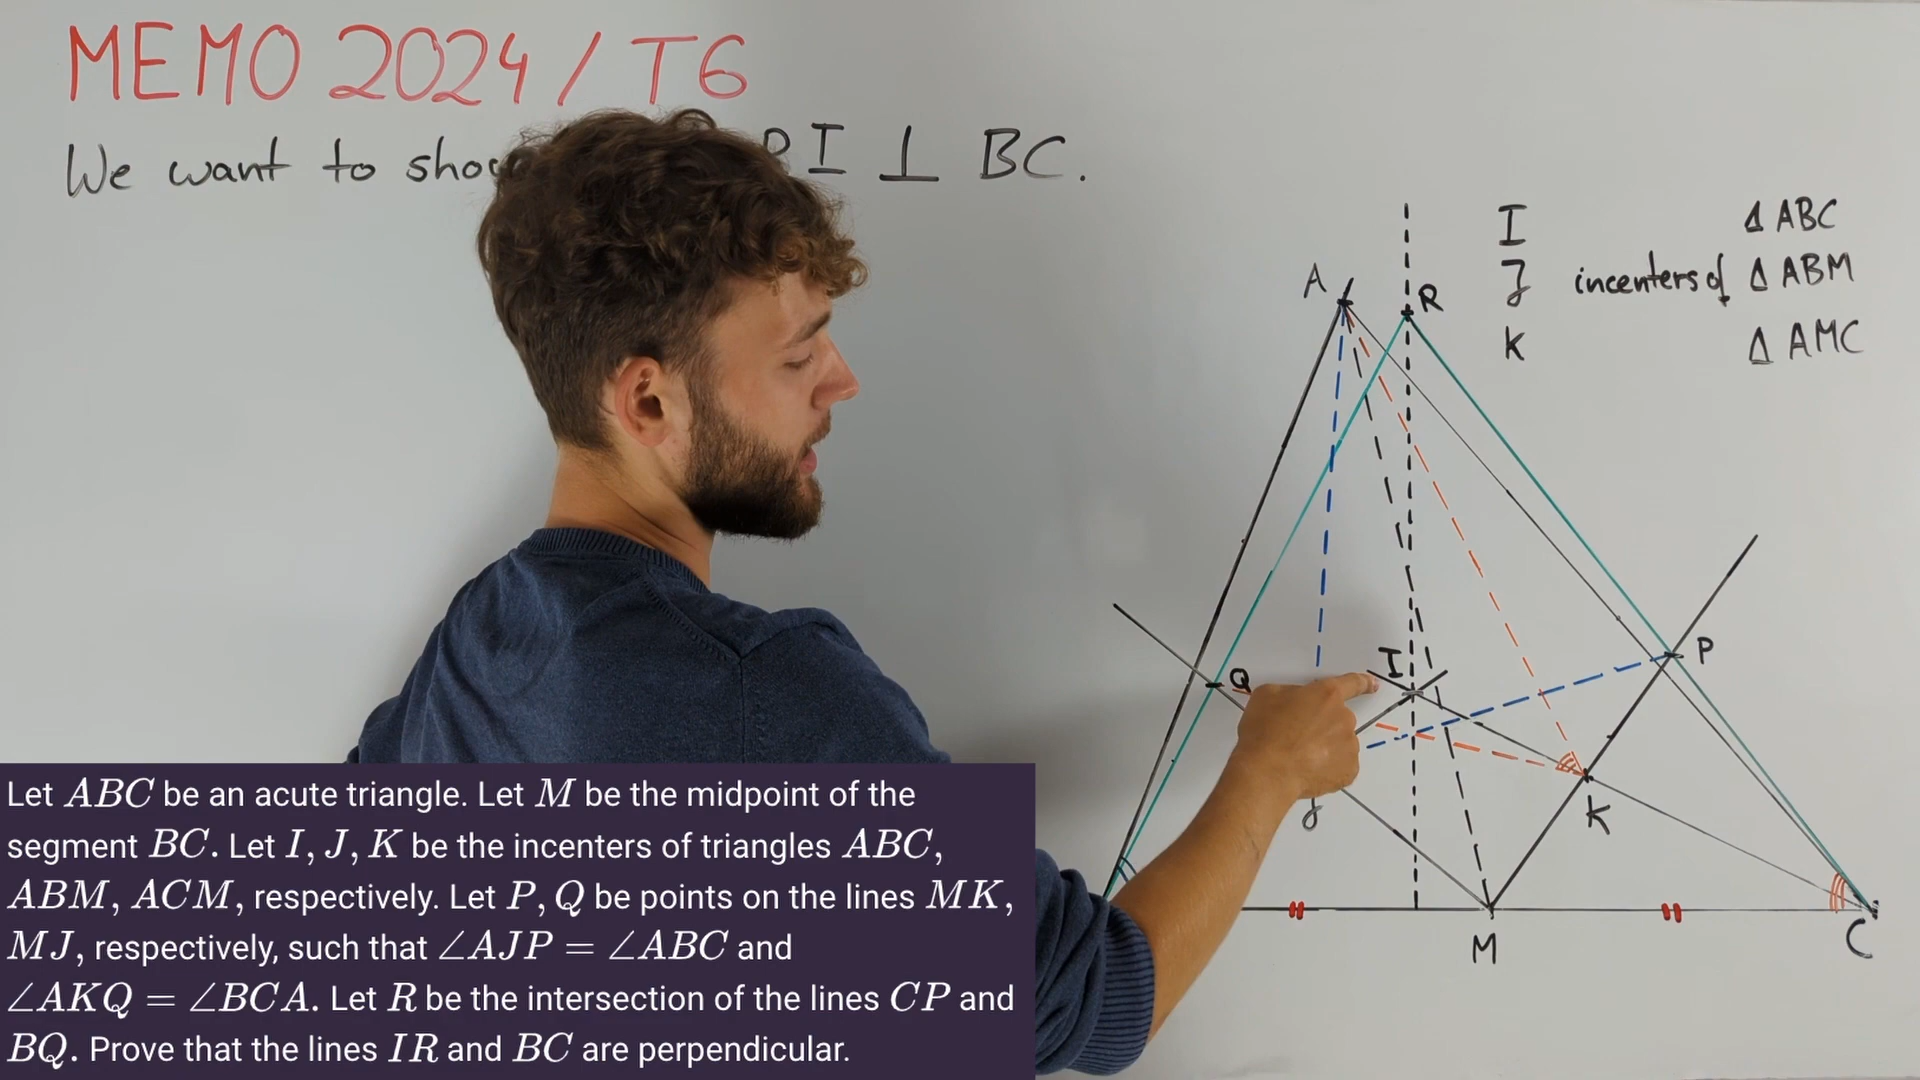 MEMO 2024 / T6
We want to RI ⊥ BC.
I △ ABC
J incenters of △ ABM
K △ AMC
A
R
I
P
Q
J
K
M
C
Let ABC be an acute triangle. Let M be the midpoint of the
segment BC. Let I, J, K be the incenters of triangles ABC,
ABM, ACM, respectively. Let P, Q be points on the lines MK,
MJ, respectively, such that ∠AJP = ∠ABC and
∠AKQ = ∠BCA. Let R be the intersection of the lines CP and
BQ. Prove that the lines IR and BC are perpendicular.